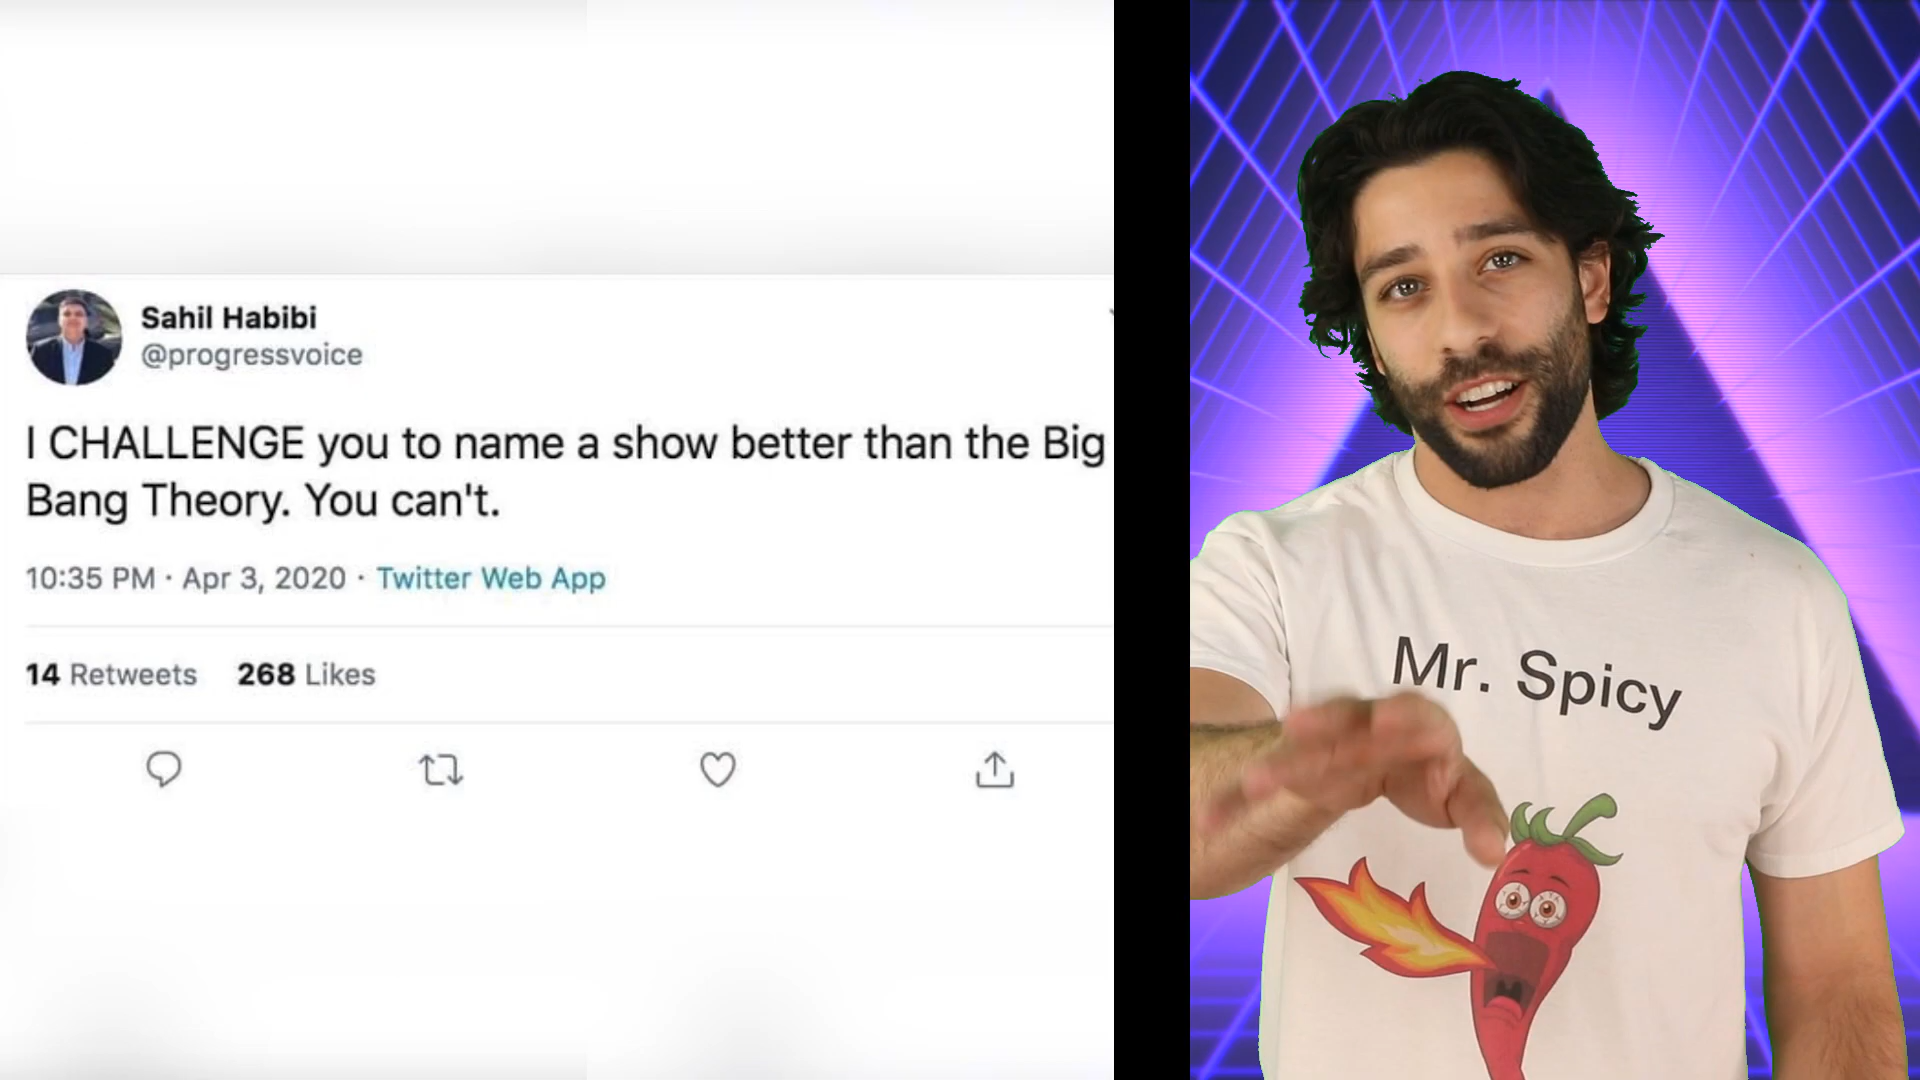 Sahil Habibi
@progressvoice
I CHALLENGE you to name a show better than the Big
Bang Theory. You can't.
10:35 PM · Apr 3, 2020 · Twitter Web App
14 Retweets 268 Likes
Mr. Spicy